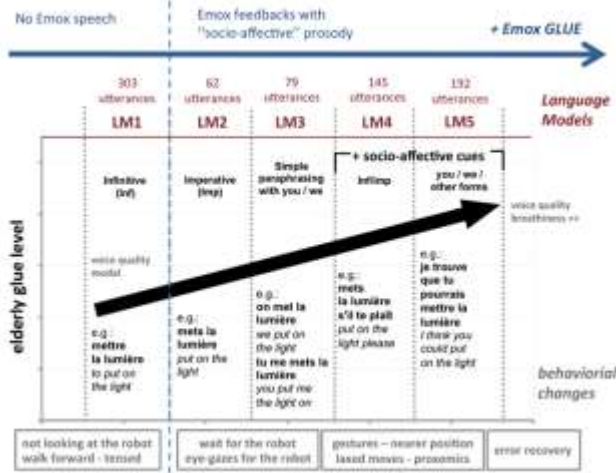 No Emox speech
Emox feedbacks with
"socio-affective" prosody
+ Emox GLUE
303
utterances
LM1
62
utterances
LM2
79
utterances
LM3
145
utterances
LM4
192
utterances
LM5
Language
Models
+ socio-affective cues
Infinitive
(Inf)
Imperative
(Imp)
Simple
paraphrasing
with you / we
Inf/Imp
you / we /
other forms
voice quality
breathiness ++
voice quality
modal
elderly glue level
e.g.:
mettre
la lumière
to put on
the light
e.g.:
mets la
lumière
put on the
light
e.g.:
on met la
lumière
we put on
the light
tu me mets la
lumière
you put me
the light on
e.g.:
mets
la lumière
s'il te plaît
put on the
light please
e.g.:
je trouve
que tu
pourrais
mettre la
lumière
I think you
could put
on the light
behaviorial
changes
not looking at the robot
walk forward - tensed
wait for the robot
eye-gazes for the robot
gestures – nearer position
laxed moves - proxemics
error recovery